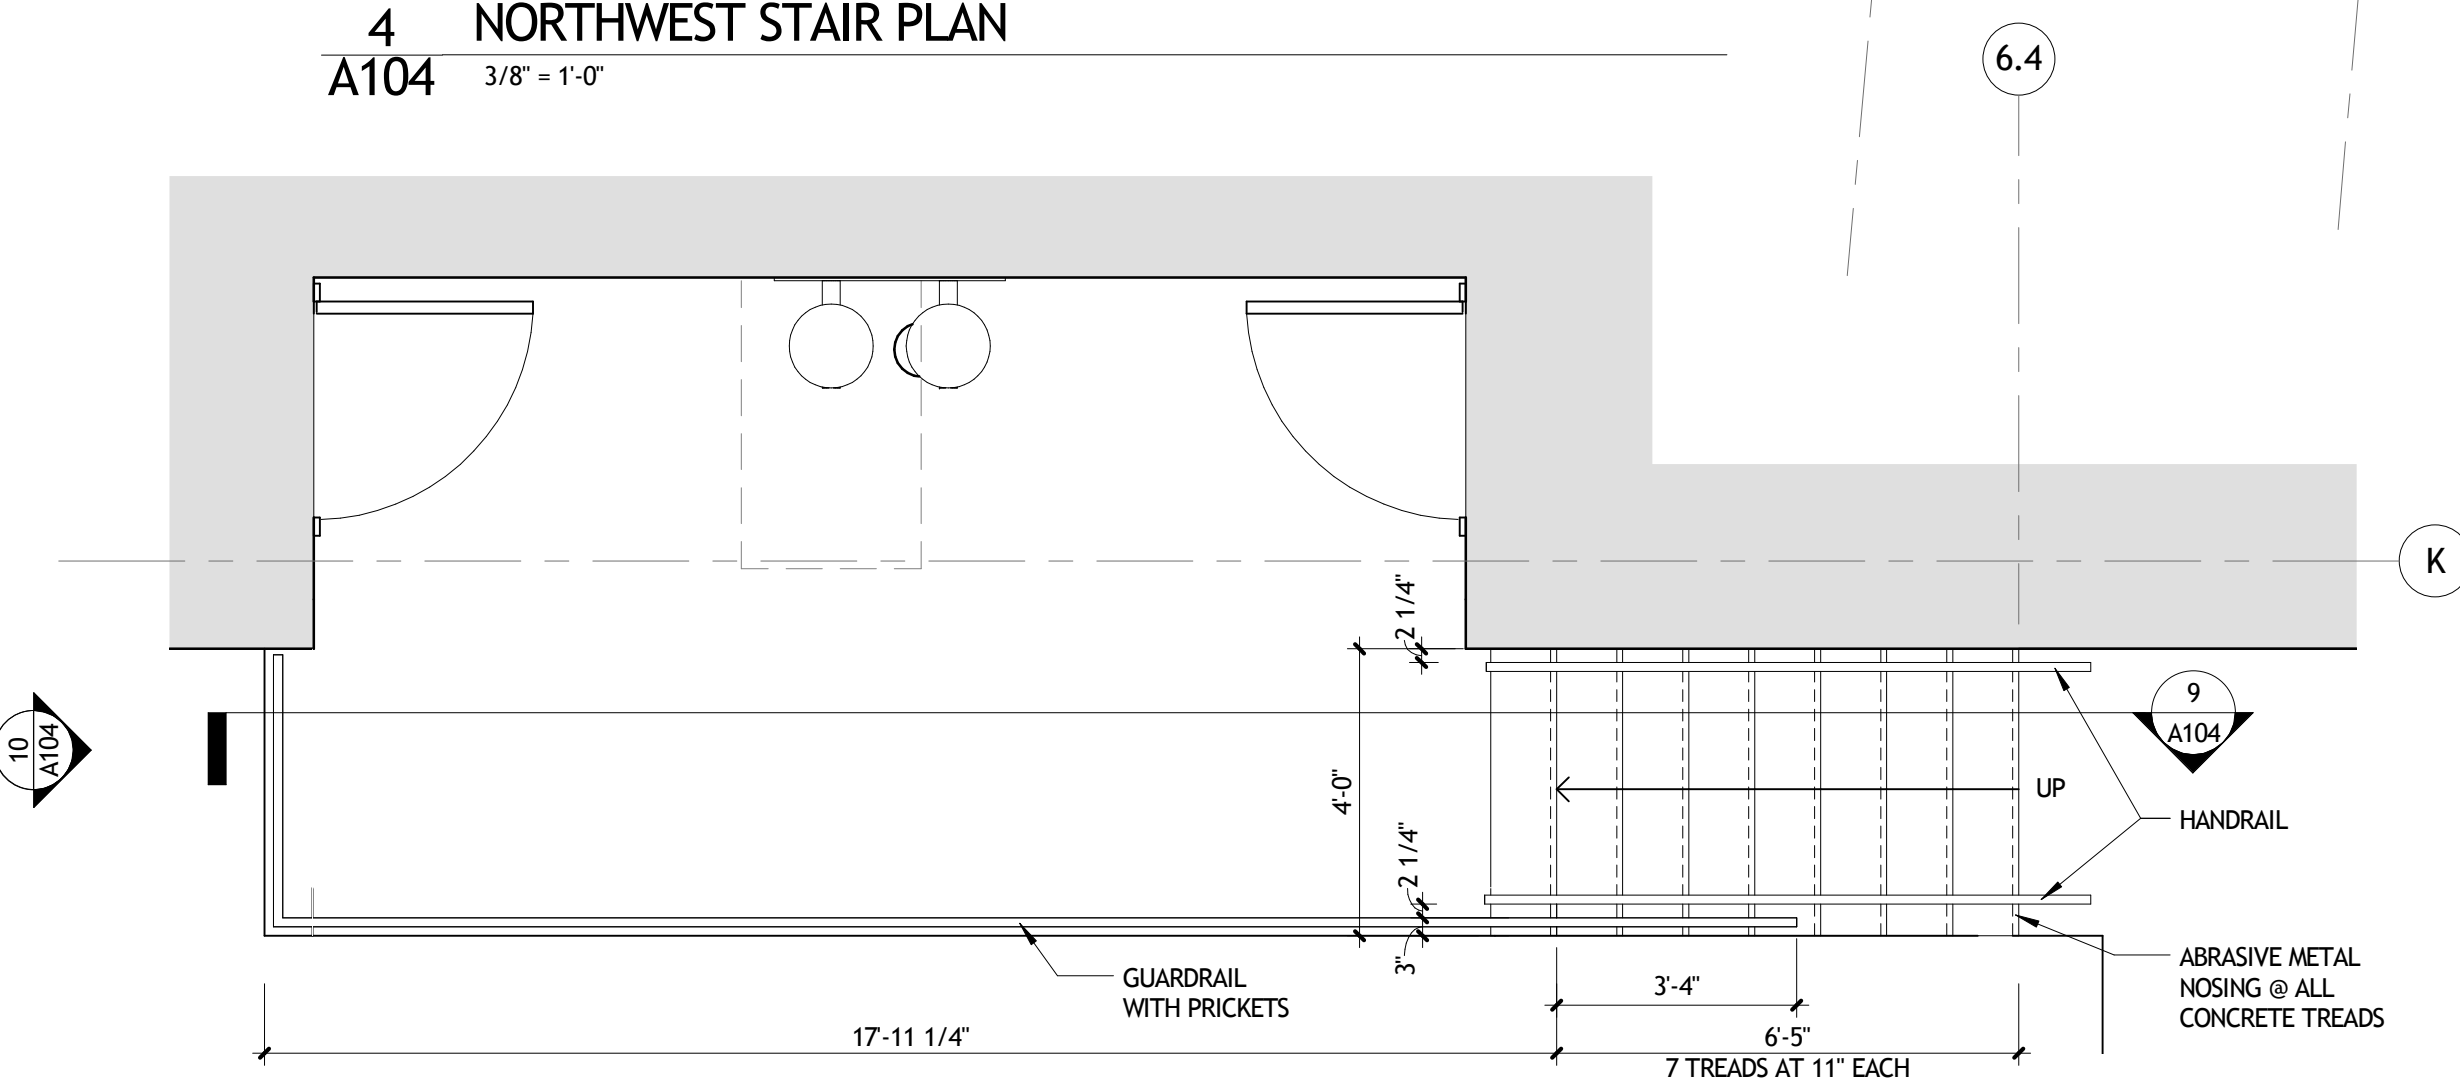 4
NORTHWEST STAIR PLAN
A104
3/8" = 1'-0"
6.4
K
2 1/4"
9
A104
10
A104
4'-0"
UP
HANDRAIL
2 1/4"
3"
GUARDRAIL
WITH PRICKETS
ABRASIVE METAL
NOSING @ ALL
CONCRETE TREADS
3'-4"
17'-11 1/4"
6'-5"
7 TREADS AT 11" EACH